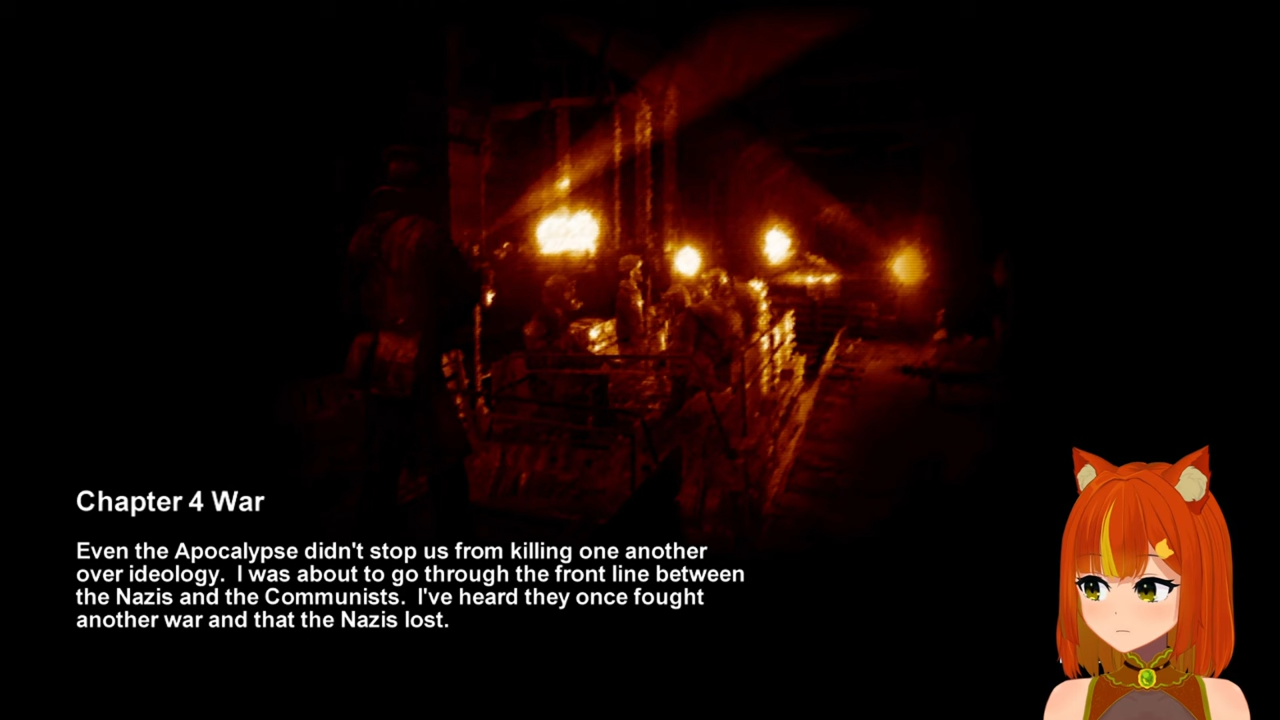 Chapter 4 War
Even the Apocalypse didn't stop us from killing one another
over ideology.  I was about to go through the front line between
the Nazis and the Communists.  I've heard they once fought
another war and that the Nazis lost.